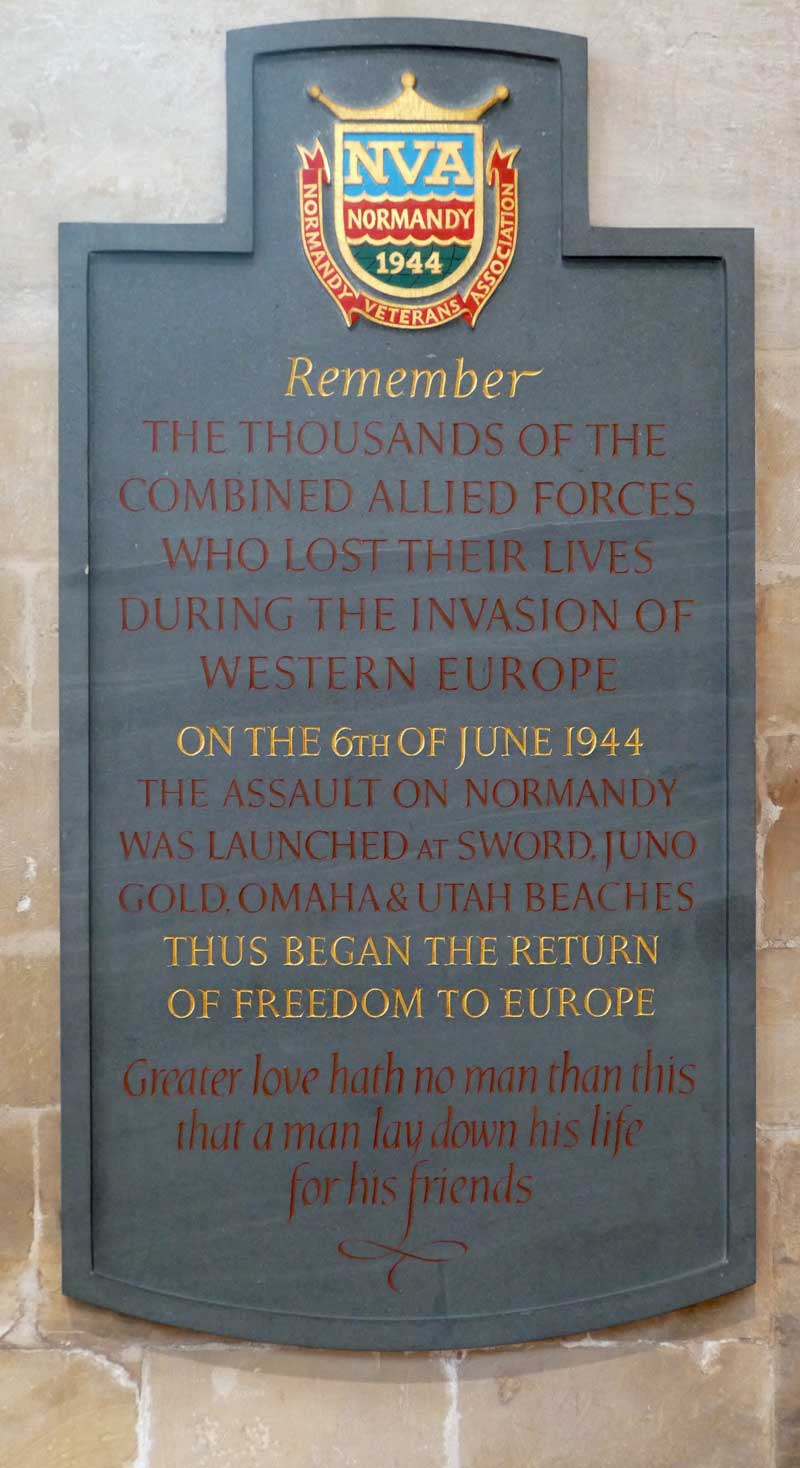 NVA
NORMANDY
1944
NORMANDY VETERANS ASSOCIATION
Remember
THE THOUSANDS OF THE
COMBINED ALLIED FORCES
WHO LOST THEIR LIVES
DURING THE INVASION OF
WESTERN EUROPE
ON THE 6TH OF JUNE 1944
THE ASSAULT ON NORMANDY
WAS LAUNCHED AT SWORD, JUNO
GOLD, OMAHA & UTAH BEACHES
THUS BEGAN THE RETURN
OF FREEDOM TO EUROPE
Greater love hath no man than this
that a man lay down his life
for his friends